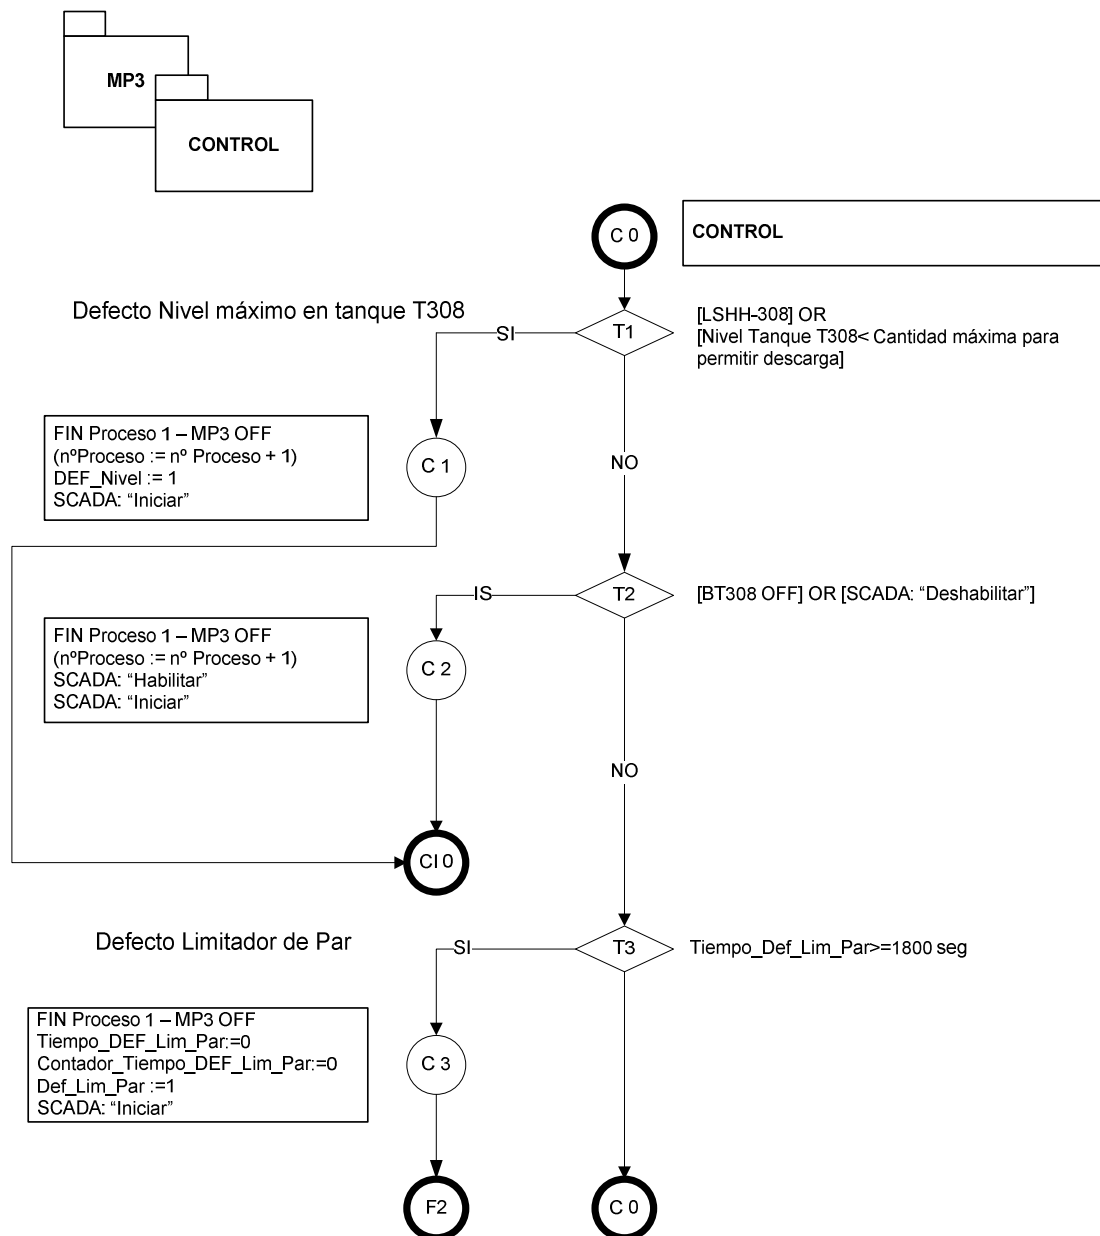 MP3
CONTROL
C 0
CONTROL
Defecto Nivel máximo en tanque T308
SI
T1
[LSHH-308] OR
[Nivel Tanque T308< Cantidad máxima para
permitir descarga]
FIN Proceso 1 – MP3 OFF
(nºProceso := nº Proceso + 1)
DEF_Nivel := 1
SCADA: “Iniciar”
C 1
NO
IS
T2
[BT308 OFF] OR [SCADA: “Deshabilitar”]
FIN Proceso 1 – MP3 OFF
(nºProceso := nº Proceso + 1)
SCADA: “Habilitar”
SCADA: “Iniciar”
C 2
NO
CI 0
Defecto Limitador de Par
SI
T3
Tiempo_Def_Lim_Par>=1800 seg
FIN Proceso 1 – MP3 OFF
Tiempo_DEF_Lim_Par:=0
Contador_Tiempo_DEF_Lim_Par:=0
Def_Lim_Par :=1
SCADA: “Iniciar”
C 3
F2
C 0